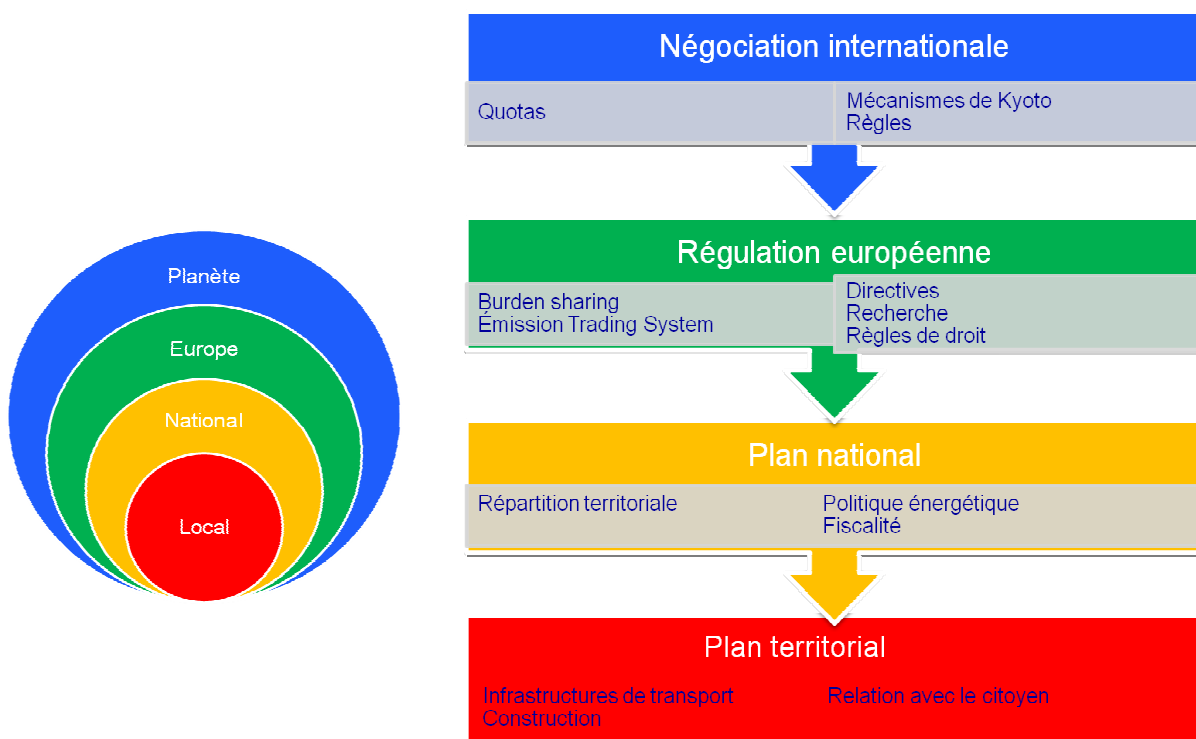 Planète
Europe
National
Local
Négociation internationale
Quotas
Mécanismes de Kyoto
Règles
Régulation européenne
Burden sharing
Émission Trading System
Directives
Recherche
Règles de droit
Plan national
Répartition territoriale
Politique énergétique
Fiscalité
Plan territorial
Infrastructures de transport
Construction
Relation avec le citoyen